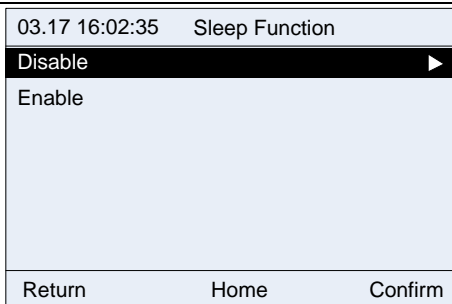 03.17 16:02:35 Sleep Function
Disable
Enable
Return Home Confirm